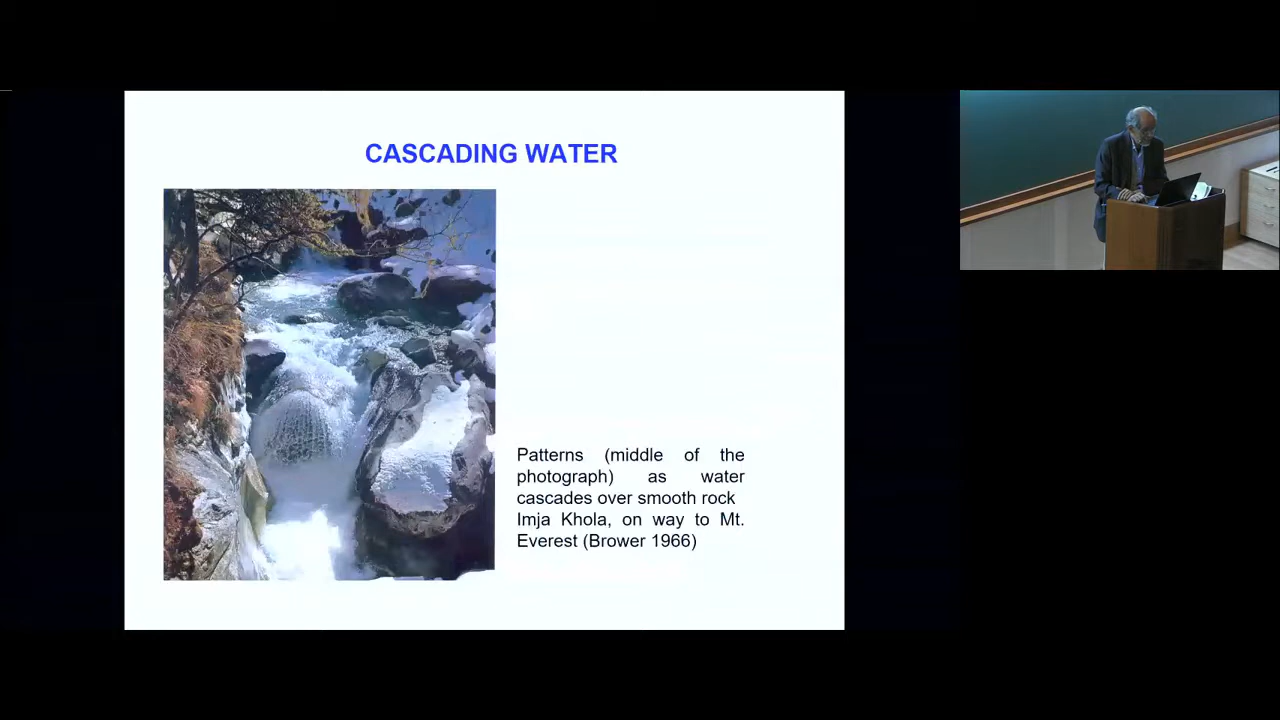 CASCADING WATER
Patterns (middle of the
photograph) as water
cascades over smooth rock
Imja Khola, on way to Mt.
Everest (Brower 1966)